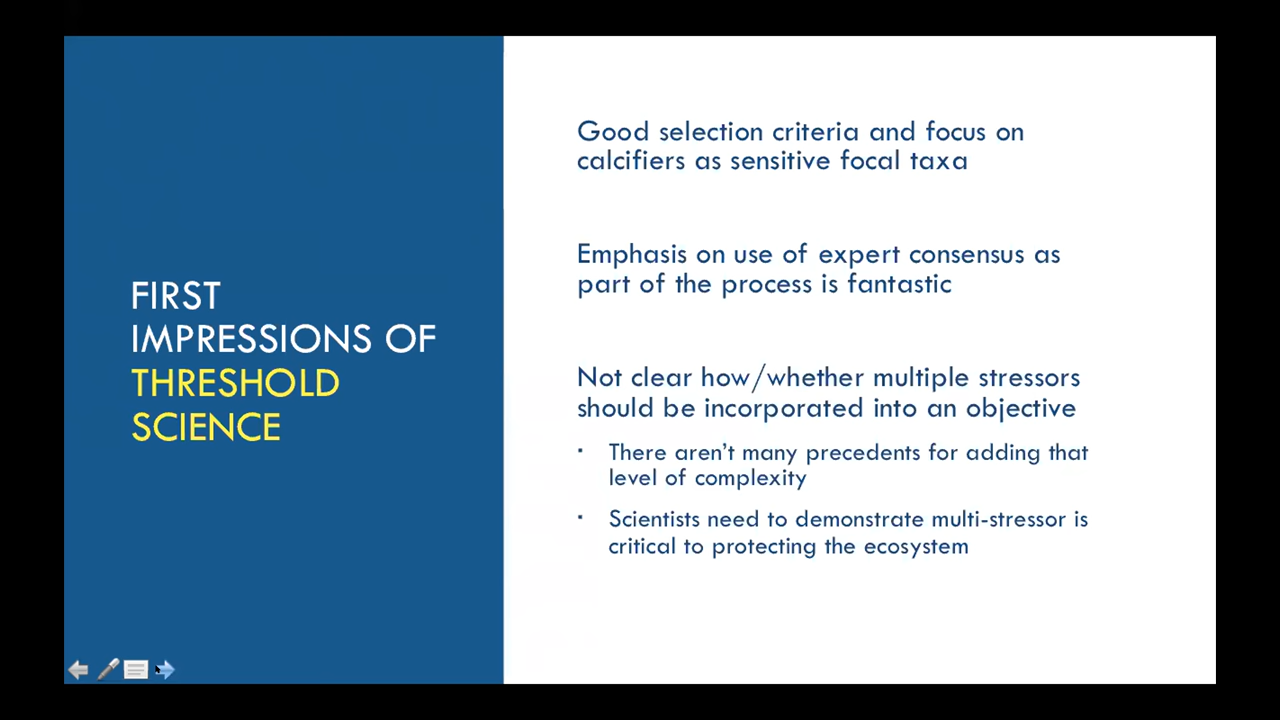 FIRST
IMPRESSIONS OF
THRESHOLD
SCIENCE
Good selection criteria and focus on
calcifiers as sensitive focal taxa
Emphasis on use of expert consensus as
part of the process is fantastic
Not clear how/whether multiple stressors
should be incorporated into an objective
▪ There aren’t many precedents for adding that
level of complexity
▪ Scientists need to demonstrate multi-stressor is
critical to protecting the ecosystem